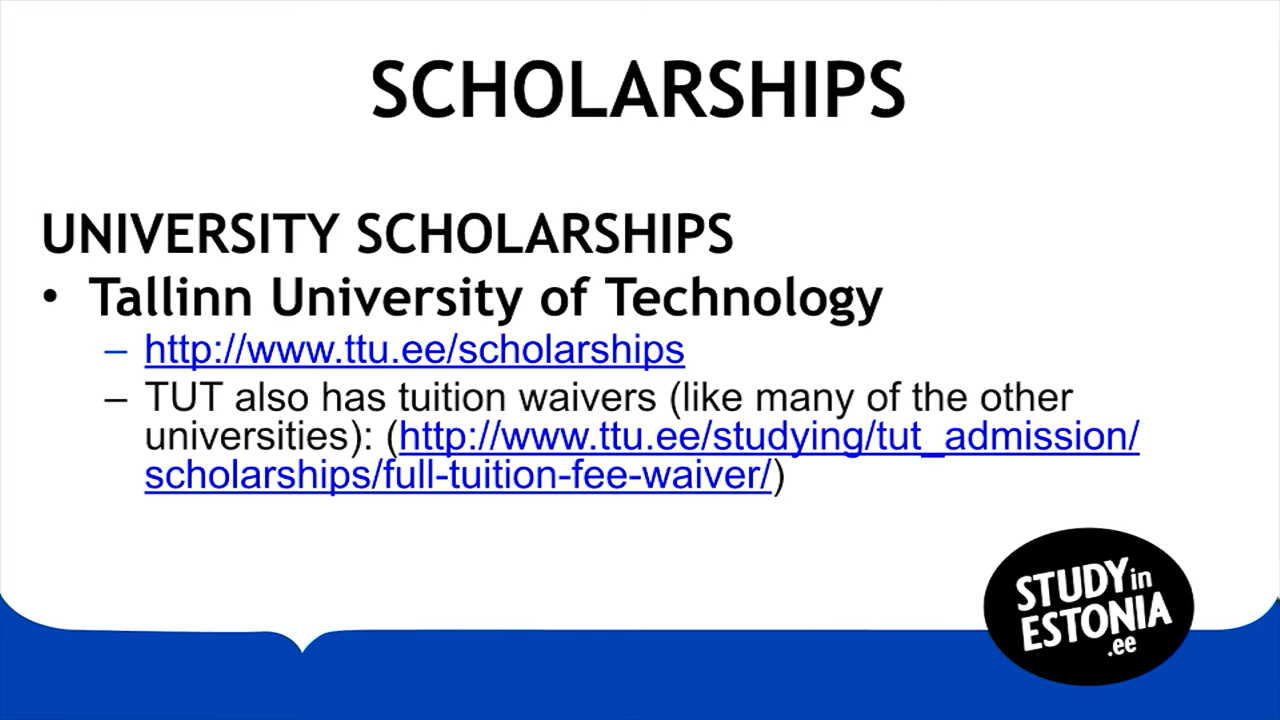 SCHOLARSHIPS
UNIVERSITY SCHOLARSHIPS
• Tallinn University of Technology
– http://www.ttu.ee/scholarships
– TUT also has tuition waivers (like many of the other
universities): (http://www.ttu.ee/studying/tut_admission/
scholarships/full-tuition-fee-waiver/)
STUDY in
ESTONIA
.ee